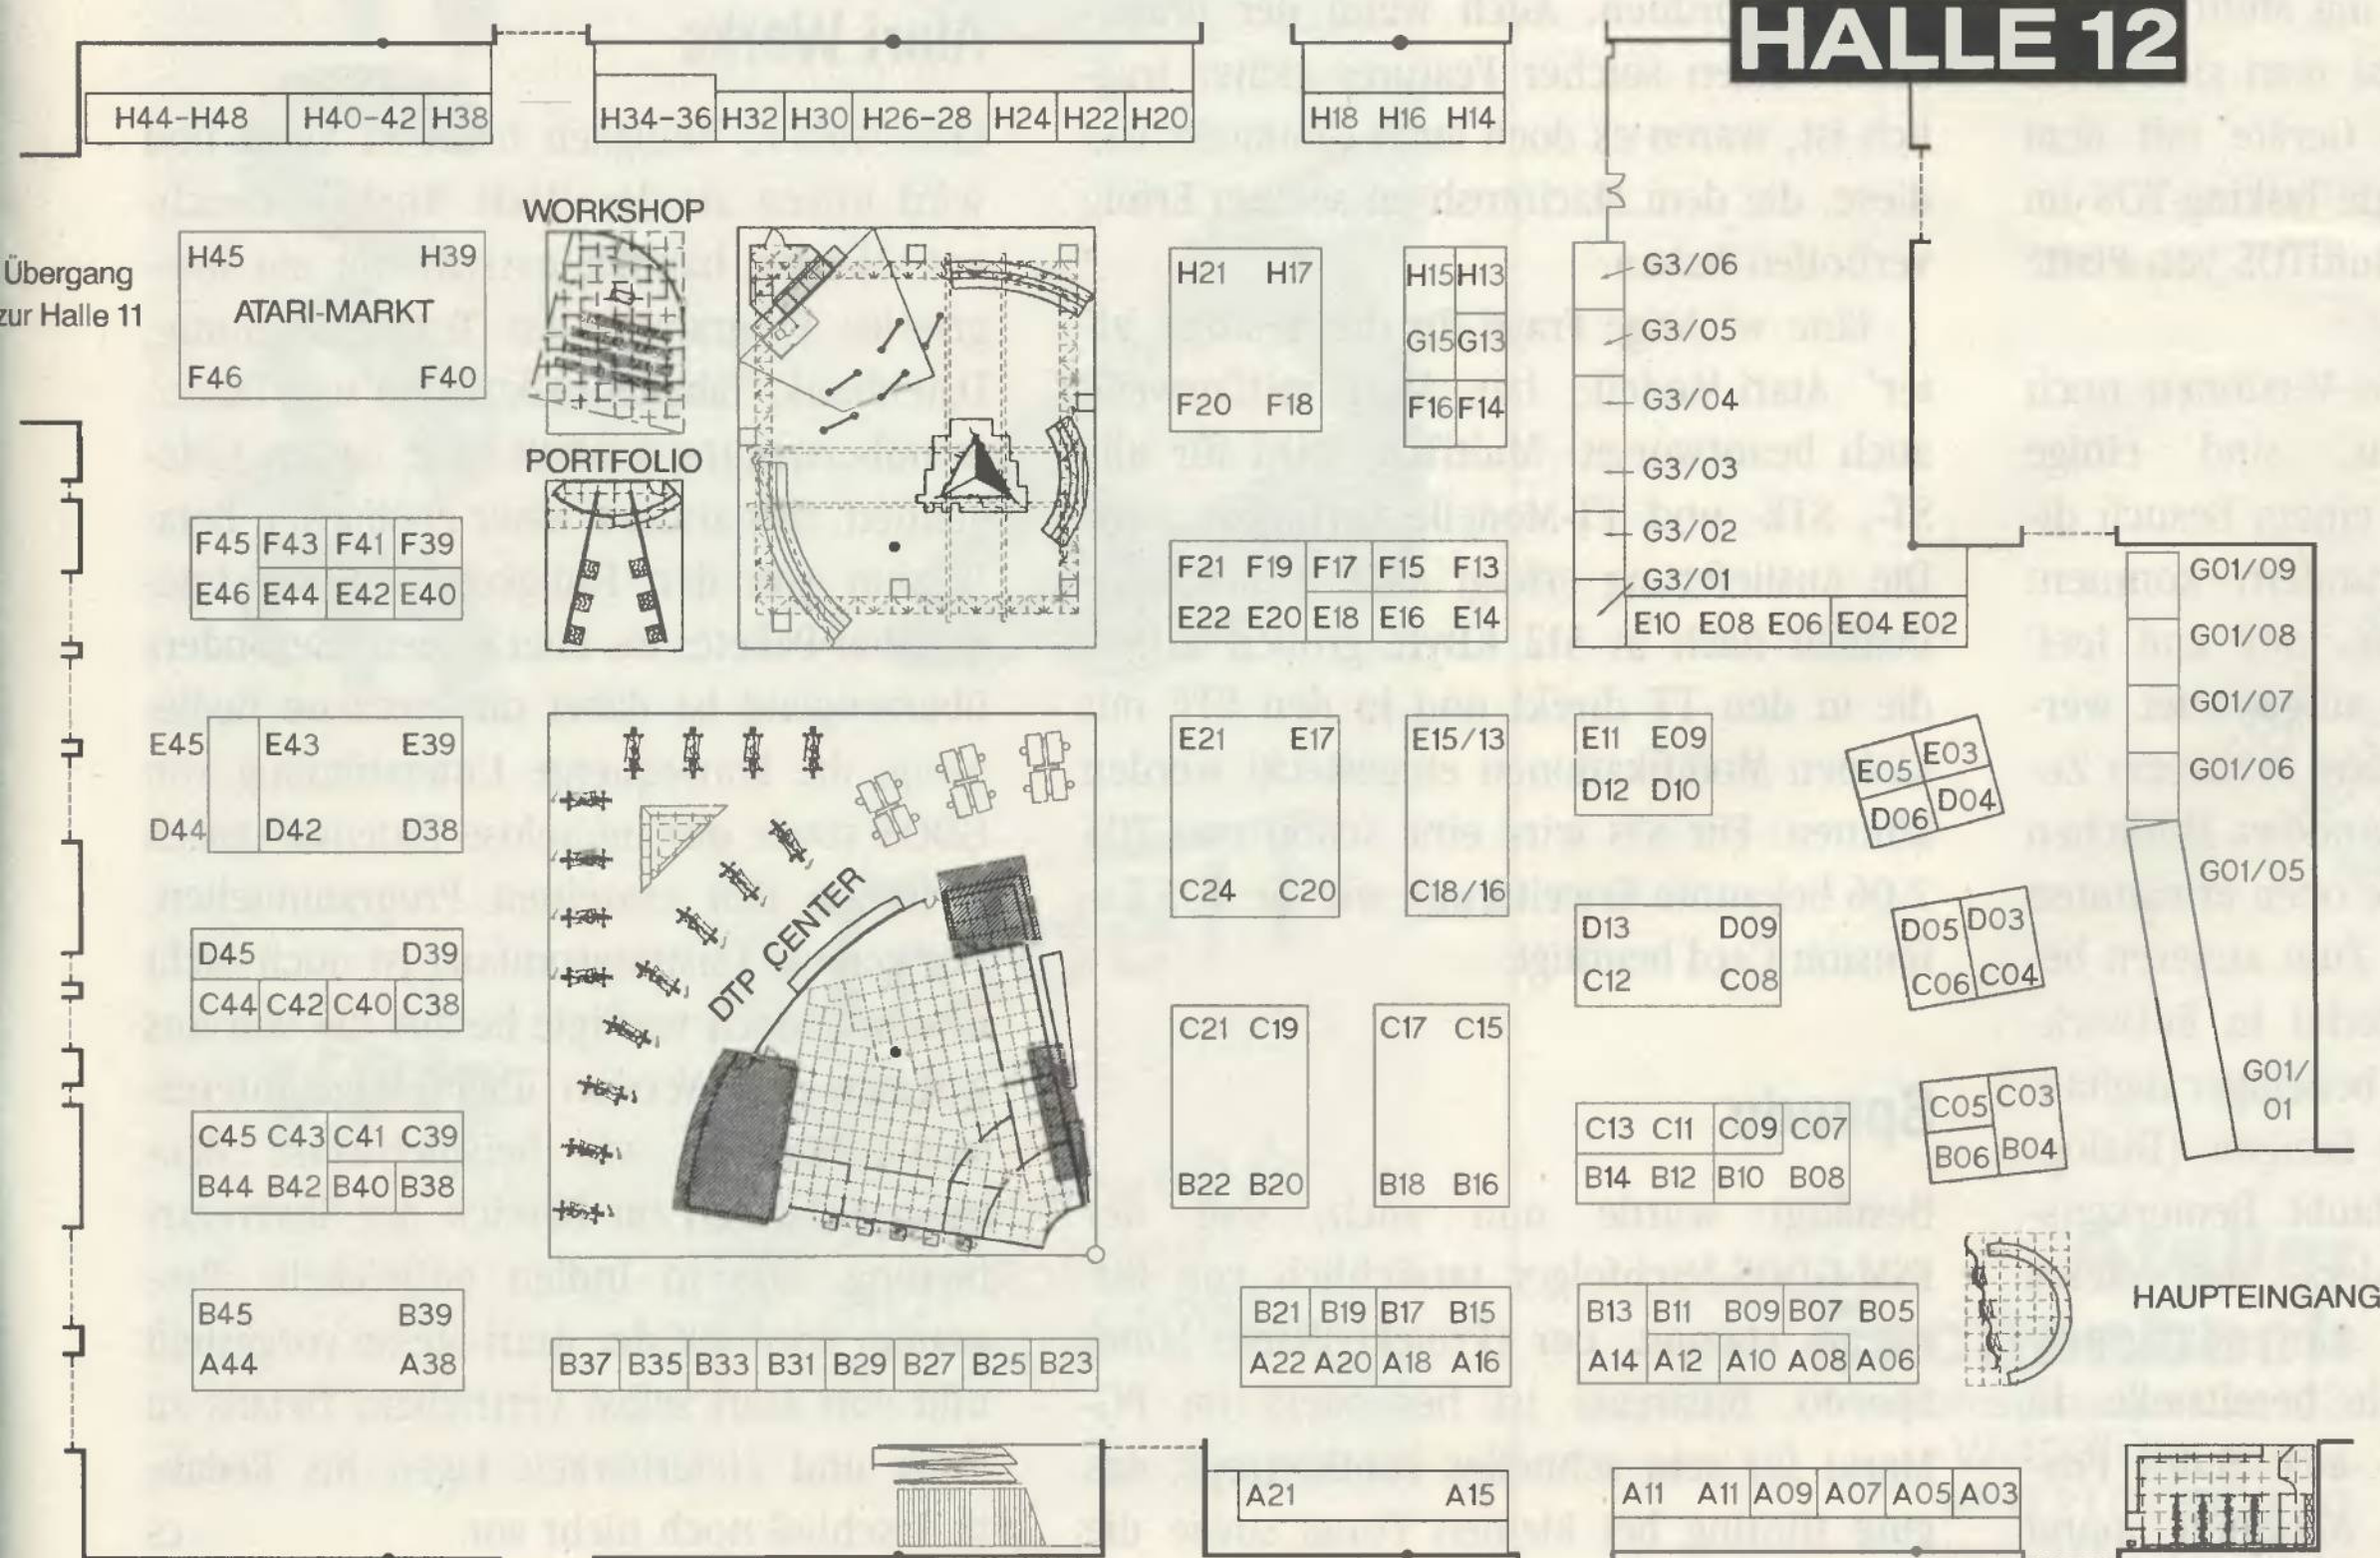 HALLE 12
H44-H48 H40-42 H38 H34-36 H32 H30 H26-28 H24 H22 H20 H18 H16 H14
WORKSHOP
Übergang
zur Halle 11
H45 H39
ATARI-MARKT
F46 F40
H21 H17
F20 F18
H15 H13
G15 G13
F16 F14
G3/06
G3/05
G3/04
G3/03
G3/02
G3/01
E10 E08 E06 E04 E02
PORTFOLIO
F45 F43 F41 F39
E46 E44 E42 E40
F21 F19 F17 F15 F13
E22 E20 E18 E16 E14
G01/09
G01/08
G01/07
G01/06
G01/05
G01/
01
E45 E43 E39
D44 D42 D38
E21 E17
C24 C20
E15/13
C18/16
E11 E09
D12 D10
E05 E03
D06 D04
DTP CENTER
D45 D39
C44 C42 C40 C38
D13 D09
C12 C08
D05 D03
C06 C04
C21 C19
B22 B20
C17 C15
B18 B16
C45 C43 C41 C39
B44 B42 B40 B38
C13 C11 C09 C07
B14 B12 B10 B08
C05 C03
B06 B04
B45 B39
A44 A38
B37 B35 B33 B31 B29 B27 B25 B23
B21 B19 B17 B15
A22 A20 A18 A16
B13 B11 B09 B07 B05
A14 A12 A10 A08 A06
HAUPTEINGANG
A21 A15
A11 A11 A09 A07 A05 A03